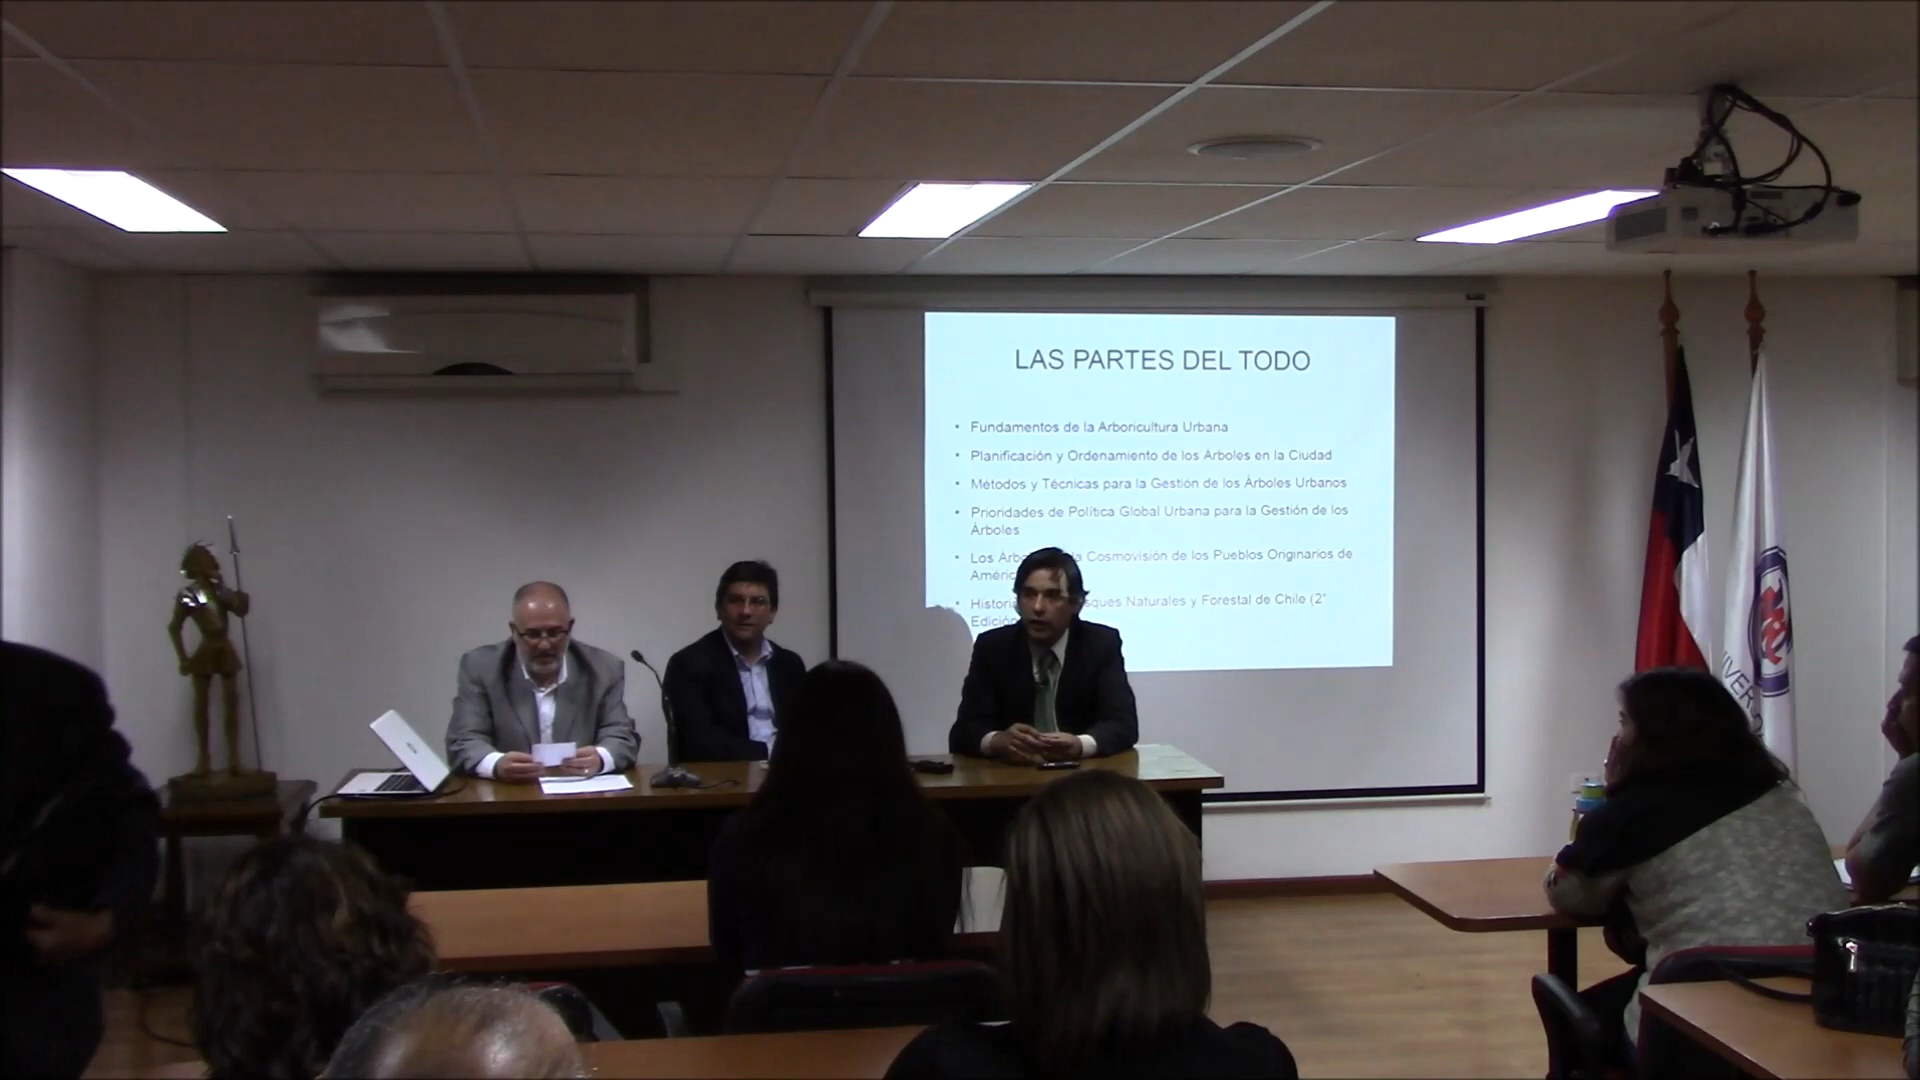 LAS PARTES DEL TODO
• Fundamentos de la Arboricultura Urbana
• Planificación y Ordenamiento de los Árboles en la Ciudad
• Métodos y Técnicas para la Gestión de los Árboles Urbanos
• Prioridades de Política Global Urbana para la Gestión de los
Árboles
• Los Cosmovisión de los Pueblos Originarios de
• Naturales y Forestal de Chile (2°